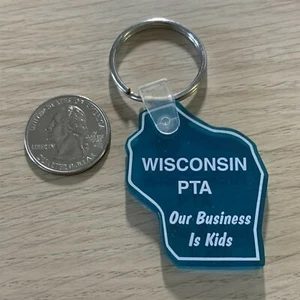 WISCONSIN
PTA
Our Business
Is Kids